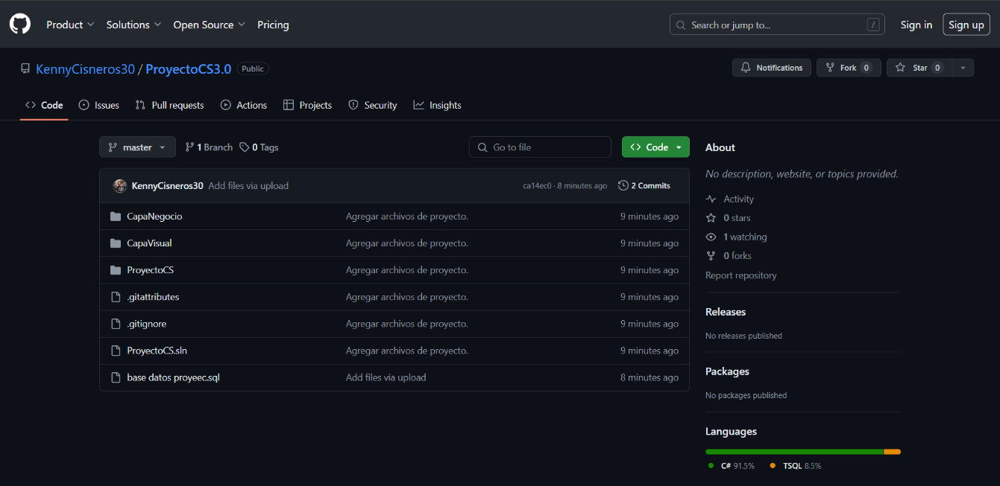 Product Solutions Open Source Pricing Search or jump to... / Sign in Sign up
KennyCisneros30 / ProyectoCS3.0 Public Notifications Fork 0 Star 0
Code Issues Pull requests Actions Projects Security Insights
master 1 Branch 0 Tags Go to file Code
KennyCisneros30 Add files via upload ca14ec0 · 8 minutes ago 2 Commits
CapaNegocio Agregar archivos de proyecto. 9 minutes ago
CapaVisual Agregar archivos de proyecto. 9 minutes ago
ProyectoCS Agregar archivos de proyecto. 9 minutes ago
.gitattributes Agregar archivos de proyecto. 9 minutes ago
.gitignore Agregar archivos de proyecto. 9 minutes ago
ProyectoCS.sln Agregar archivos de proyecto. 9 minutes ago
base datos proyeec.sql Add files via upload 8 minutes ago
About
No description, website, or topics provided.
Activity
0 stars
1 watching
0 forks
Report repository
Releases
No releases published
Packages
No packages published
Languages
C# 91.5% TSQL 8.5%